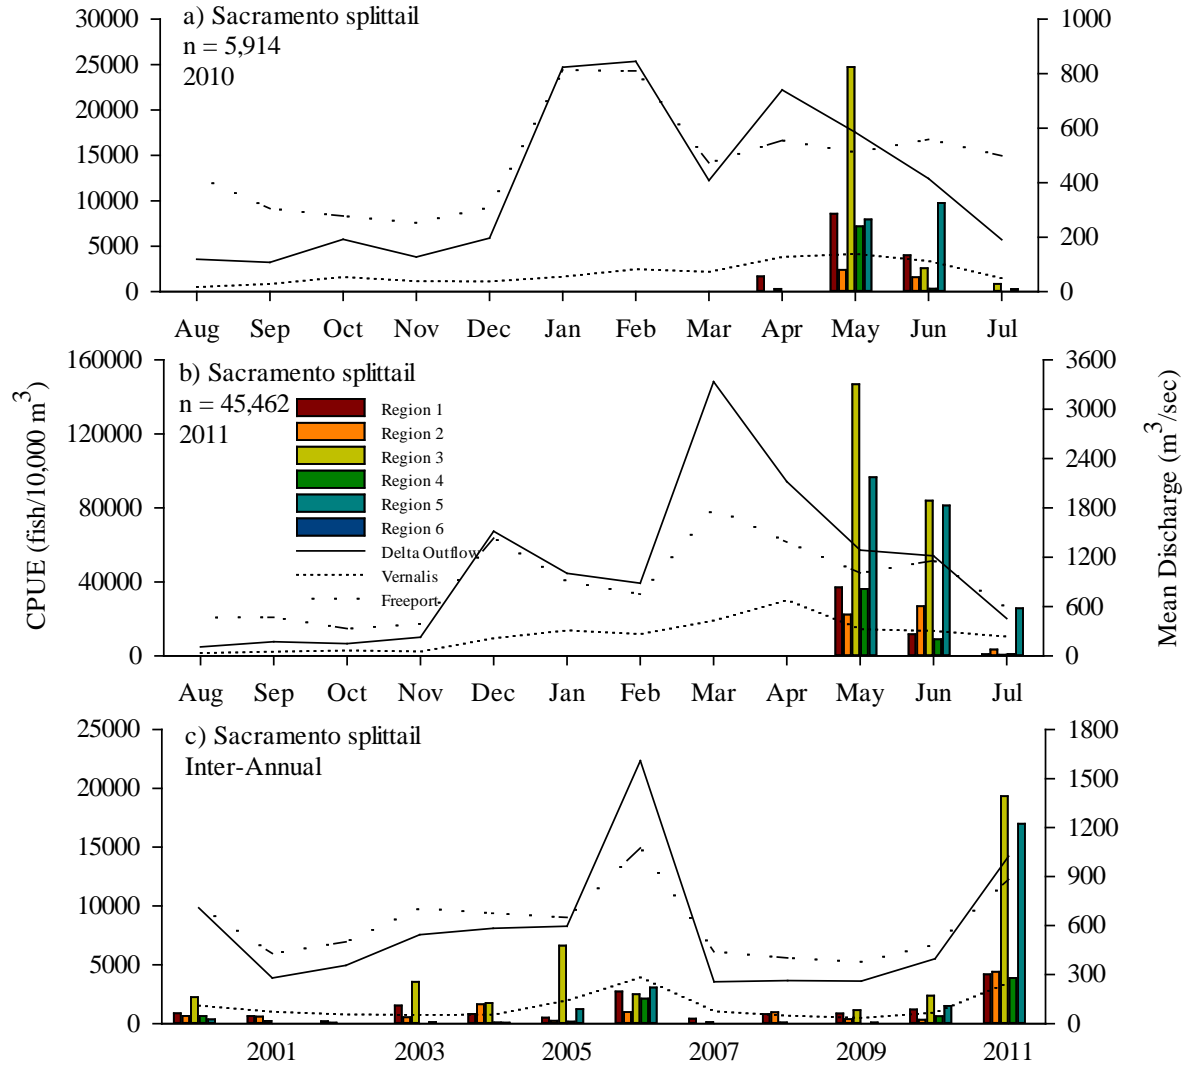 a) Sacramento splittail
n = 5,914
2010
30000
25000
20000
15000
10000
5000
0
1000
800
600
400
200
0
Aug Sep Oct Nov Dec Jan Feb Mar Apr May Jun Jul
b) Sacramento splittail
n = 45,462
2011
160000
120000
80000
40000
0
3600
3000
2400
1800
1200
600
0
Region 1
Region 2
Region 3
Region 4
Region 5
Region 6
Delta Outflow
Vernalis
Freeport
CPUE (fish/10,000 m³)
Mean Discharge (m³/sec)
Aug Sep Oct Nov Dec Jan Feb Mar Apr May Jun Jul
c) Sacramento splittail
Inter-Annual
25000
20000
15000
10000
5000
0
1800
1500
1200
900
600
300
0
2001 2003 2005 2007 2009 2011